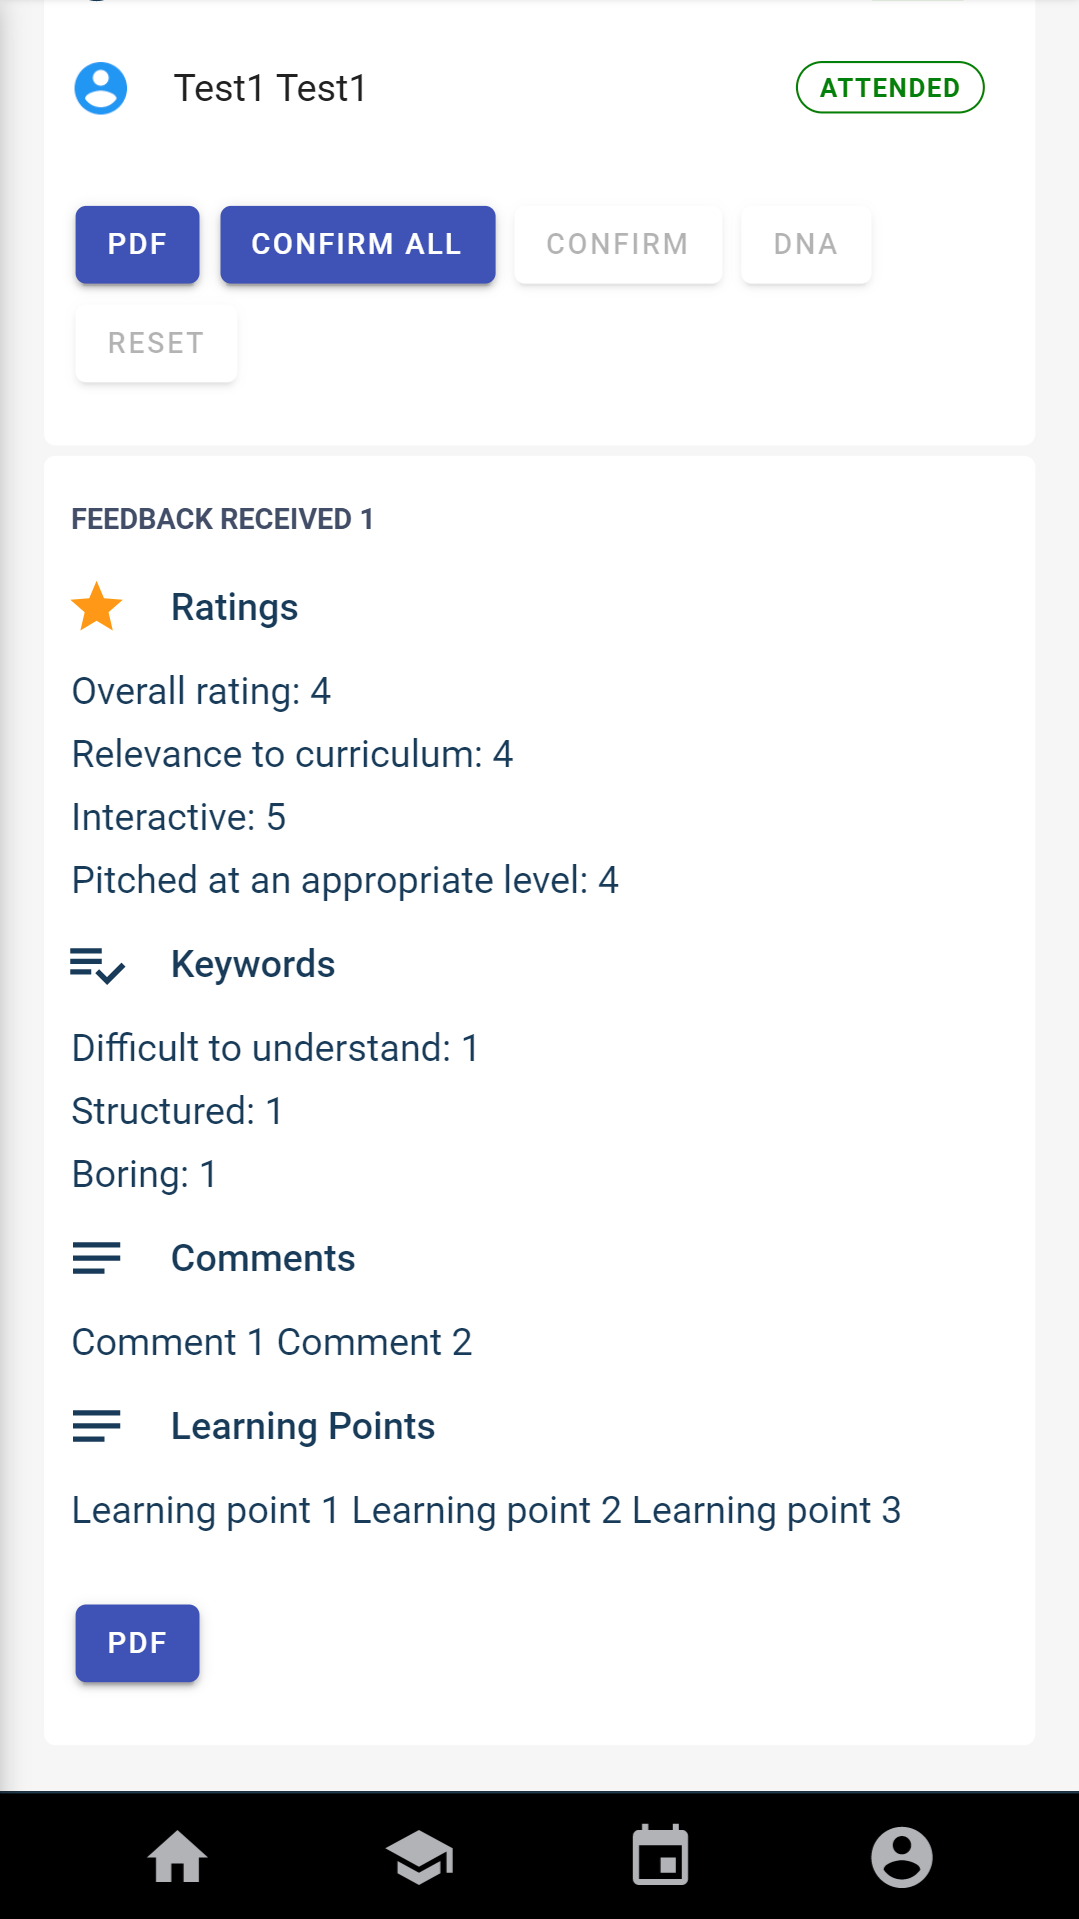 Test1 Test1 ATTENDED
PDF CONFIRM ALL CONFIRM DNA
RESET
FEEDBACK RECEIVED 1
Ratings
Overall rating: 4
Relevance to curriculum: 4
Interactive: 5
Pitched at an appropriate level: 4
Keywords
Difficult to understand: 1
Structured: 1
Boring: 1
Comments
Comment 1 Comment 2
Learning Points
Learning point 1 Learning point 2 Learning point 3
PDF